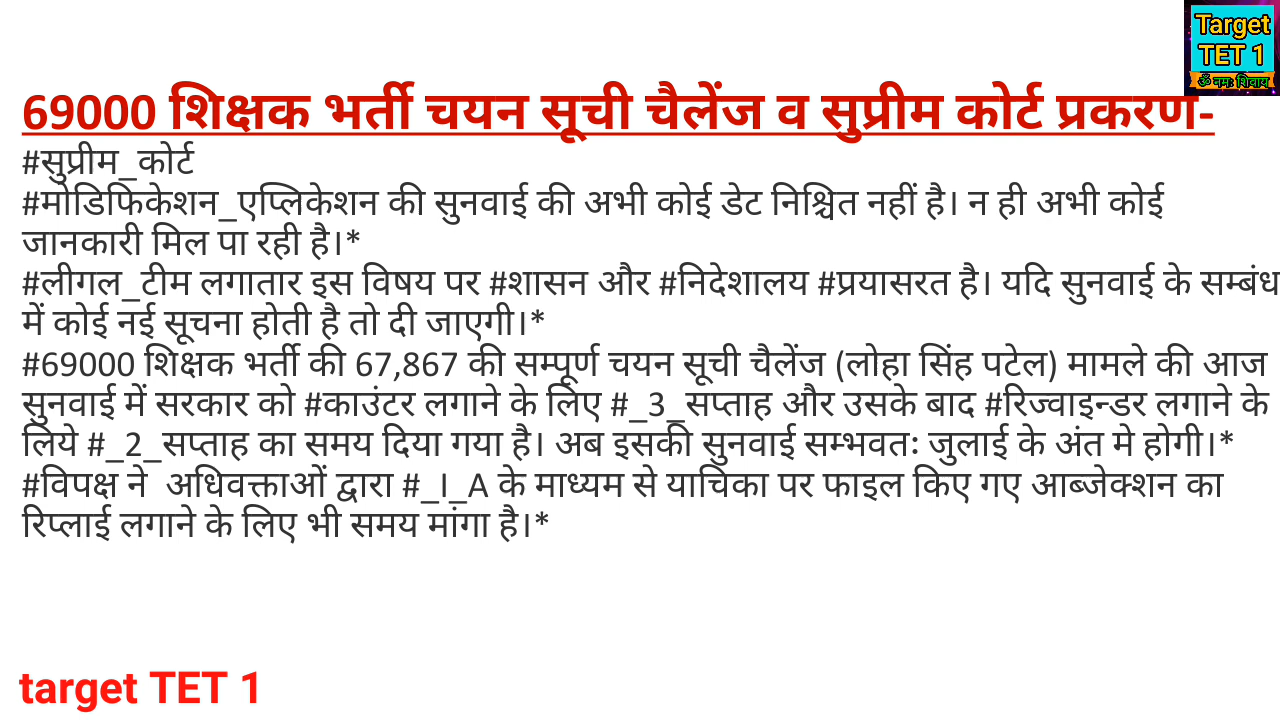 Target
TET 1
ॐ नमः शिवाय
69000 शिक्षक भर्ती चयन सूची चैलेंज व सुप्रीम कोर्ट प्रकरण-
#सुप्रीम_कोर्ट
#मोडिफिकेशन_एप्लिकेशन की सुनवाई की अभी कोई डेट निश्चित नहीं है। न ही अभी कोई
जानकारी मिल पा रही है।*
#लीगल_टीम लगातार इस विषय पर #शासन और #निदेशालय #प्रयासरत है। यदि सुनवाई के सम्बंध
में कोई नई सूचना होती है तो दी जाएगी।*
#69000 शिक्षक भर्ती की 67,867 की सम्पूर्ण चयन सूची चैलेंज (लोहा सिंह पटेल) मामले की आज
सुनवाई में सरकार को #काउंटर लगाने के लिए #_3_सप्ताह और उसके बाद #रिज्वाइन्डर लगाने के
लिये #_2_सप्ताह का समय दिया गया है। अब इसकी सुनवाई सम्भवतः जुलाई के अंत मे होगी।*
#विपक्ष ने  अधिवक्ताओं द्वारा #_I_A के माध्यम से याचिका पर फाइल किए गए आब्जेक्शन का
रिप्लाई लगाने के लिए भी समय मांगा है।*
target TET 1